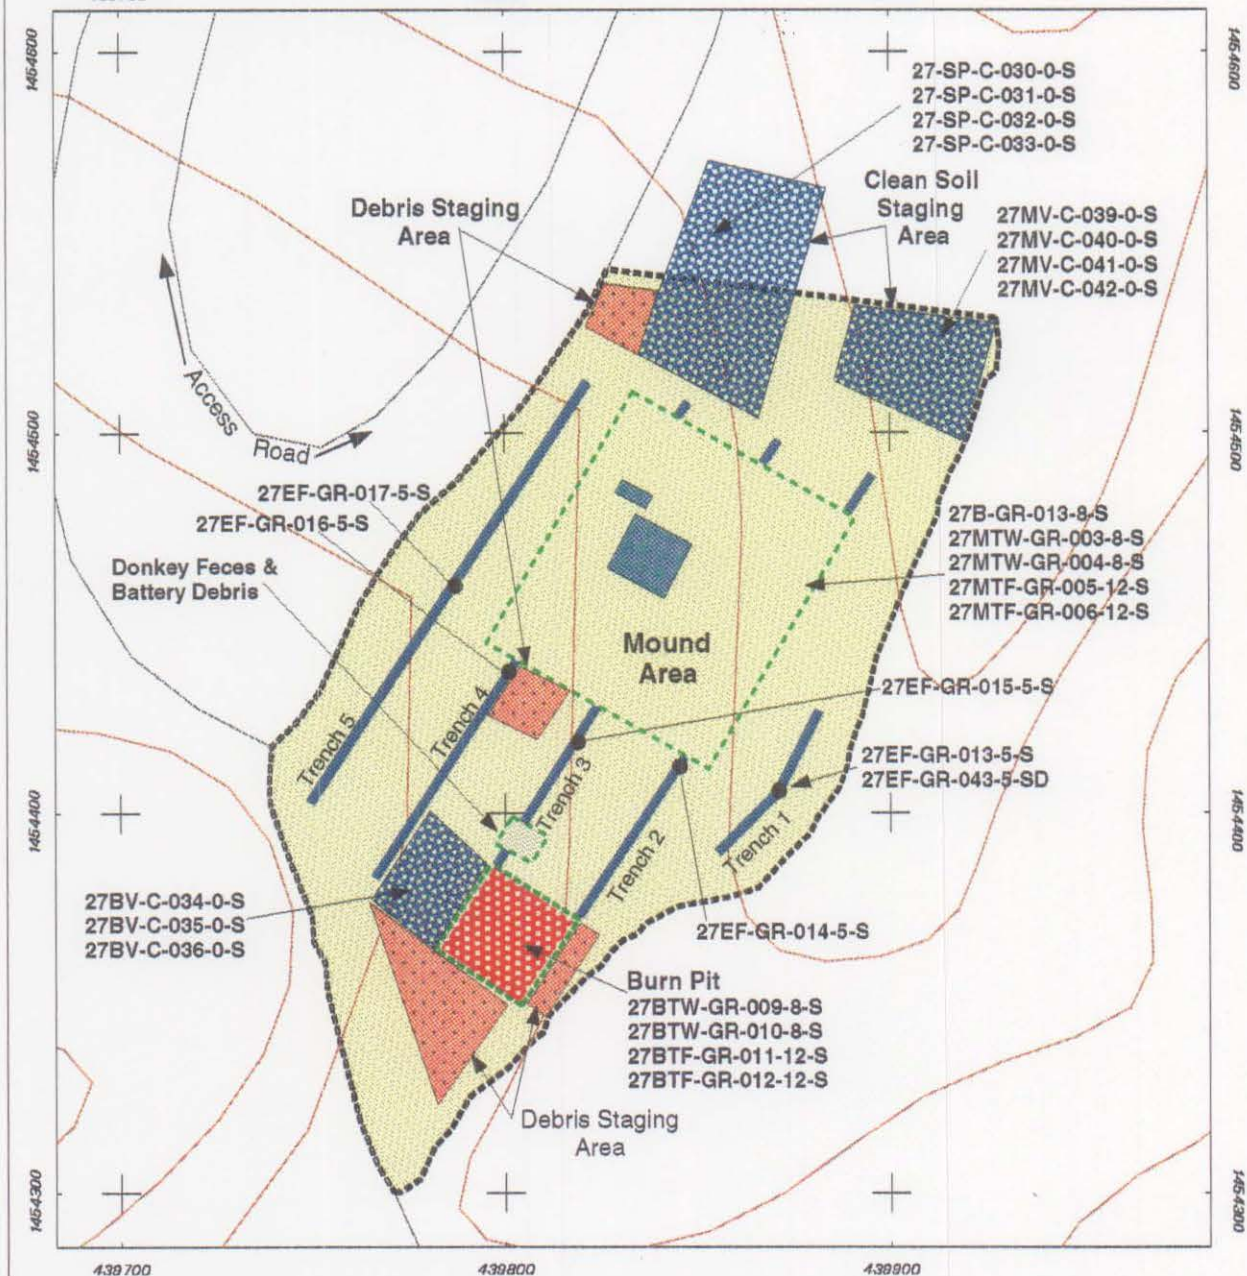 1454600
1454600
27-SP-C-030-0-S
27-SP-C-031-0-S
27-SP-C-032-0-S
27-SP-C-033-0-S
Debris Staging
Area
Clean Soil
Staging
Area
27MV-C-039-0-S
27MV-C-040-0-S
27MV-C-041-0-S
27MV-C-042-0-S
Access
Road
1454500
1454500
27EF-GR-017-5-S
27EF-GR-016-5-S
Donkey Feces &
Battery Debris
27B-GR-013-8-S
27MTW-GR-003-8-S
27MTW-GR-004-8-S
27MTF-GR-005-12-S
27MTF-GR-006-12-S
Mound
Area
27EF-GR-015-5-S
Trench 5
Trench 4
Trench 3
Trench 2
Trench 1
27EF-GR-013-5-S
27EF-GR-043-5-SD
1454400
1454400
27BV-C-034-0-S
27BV-C-035-0-S
27BV-C-036-0-S
27EF-GR-014-5-S
Burn Pit
27BTW-GR-009-8-S
27BTW-GR-010-8-S
27BTF-GR-011-12-S
27BTF-GR-012-12-S
Debris Staging
Area
1454300
1454300
439700
439800
439900